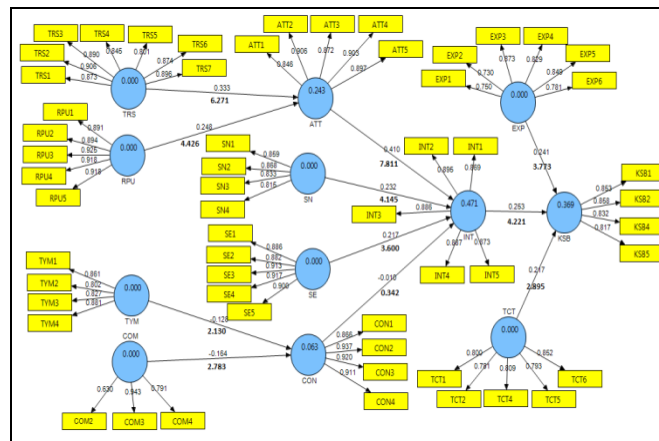 TRS3
TRS4
TRS5
TRS2
TRS6
TRS1
TRS7
0.890
0.845
0.801
0.906
0.874
0.873
0.896
0.000
TRS
0.333
6.271
ATT2
ATT3
ATT4
ATT1
ATT5
0.906
0.872
0.903
0.846
0.897
0.243
ATT
EXP3
EXP4
EXP2
EXP5
EXP1
EXP6
0.873
0.829
0.730
0.849
0.750
0.781
0.000
EXP
0.241
3.773
RPU1
RPU2
RPU3
RPU4
RPU5
0.891
0.894
0.926
0.918
0.918
0.000
RPU
0.248
4.426
SN1
SN2
SN3
SN4
0.869
0.868
0.833
0.816
0.000
SN
0.410
7.811
0.232
4.145
INT2
INT1
INT3
INT4
INT5
0.895
0.869
0.886
0.887
0.873
0.471
INT
0.253
4.221
KSB1
KSB2
KSB4
KSB5
0.863
0.868
0.832
0.817
0.369
KSB
SE1
SE2
SE3
SE4
SE5
0.886
0.882
0.913
0.917
0.900
0.000
SE
0.217
3.600
-0.010
0.342
0.217
2.895
TYM1
TYM2
TYM3
TYM4
0.861
0.802
0.827
0.881
0.000
TYM
-0.128
2.130
COM
0.000
-0.164
2.783
0.630
0.943
0.791
COM2
COM3
COM4
0.063
CON
0.866
0.937
0.920
0.911
CON1
CON2
CON3
CON4
TCT
0.000
0.800
0.781
0.809
0.793
0.852
TCT1
TCT6
TCT2
TCT4
TCT5